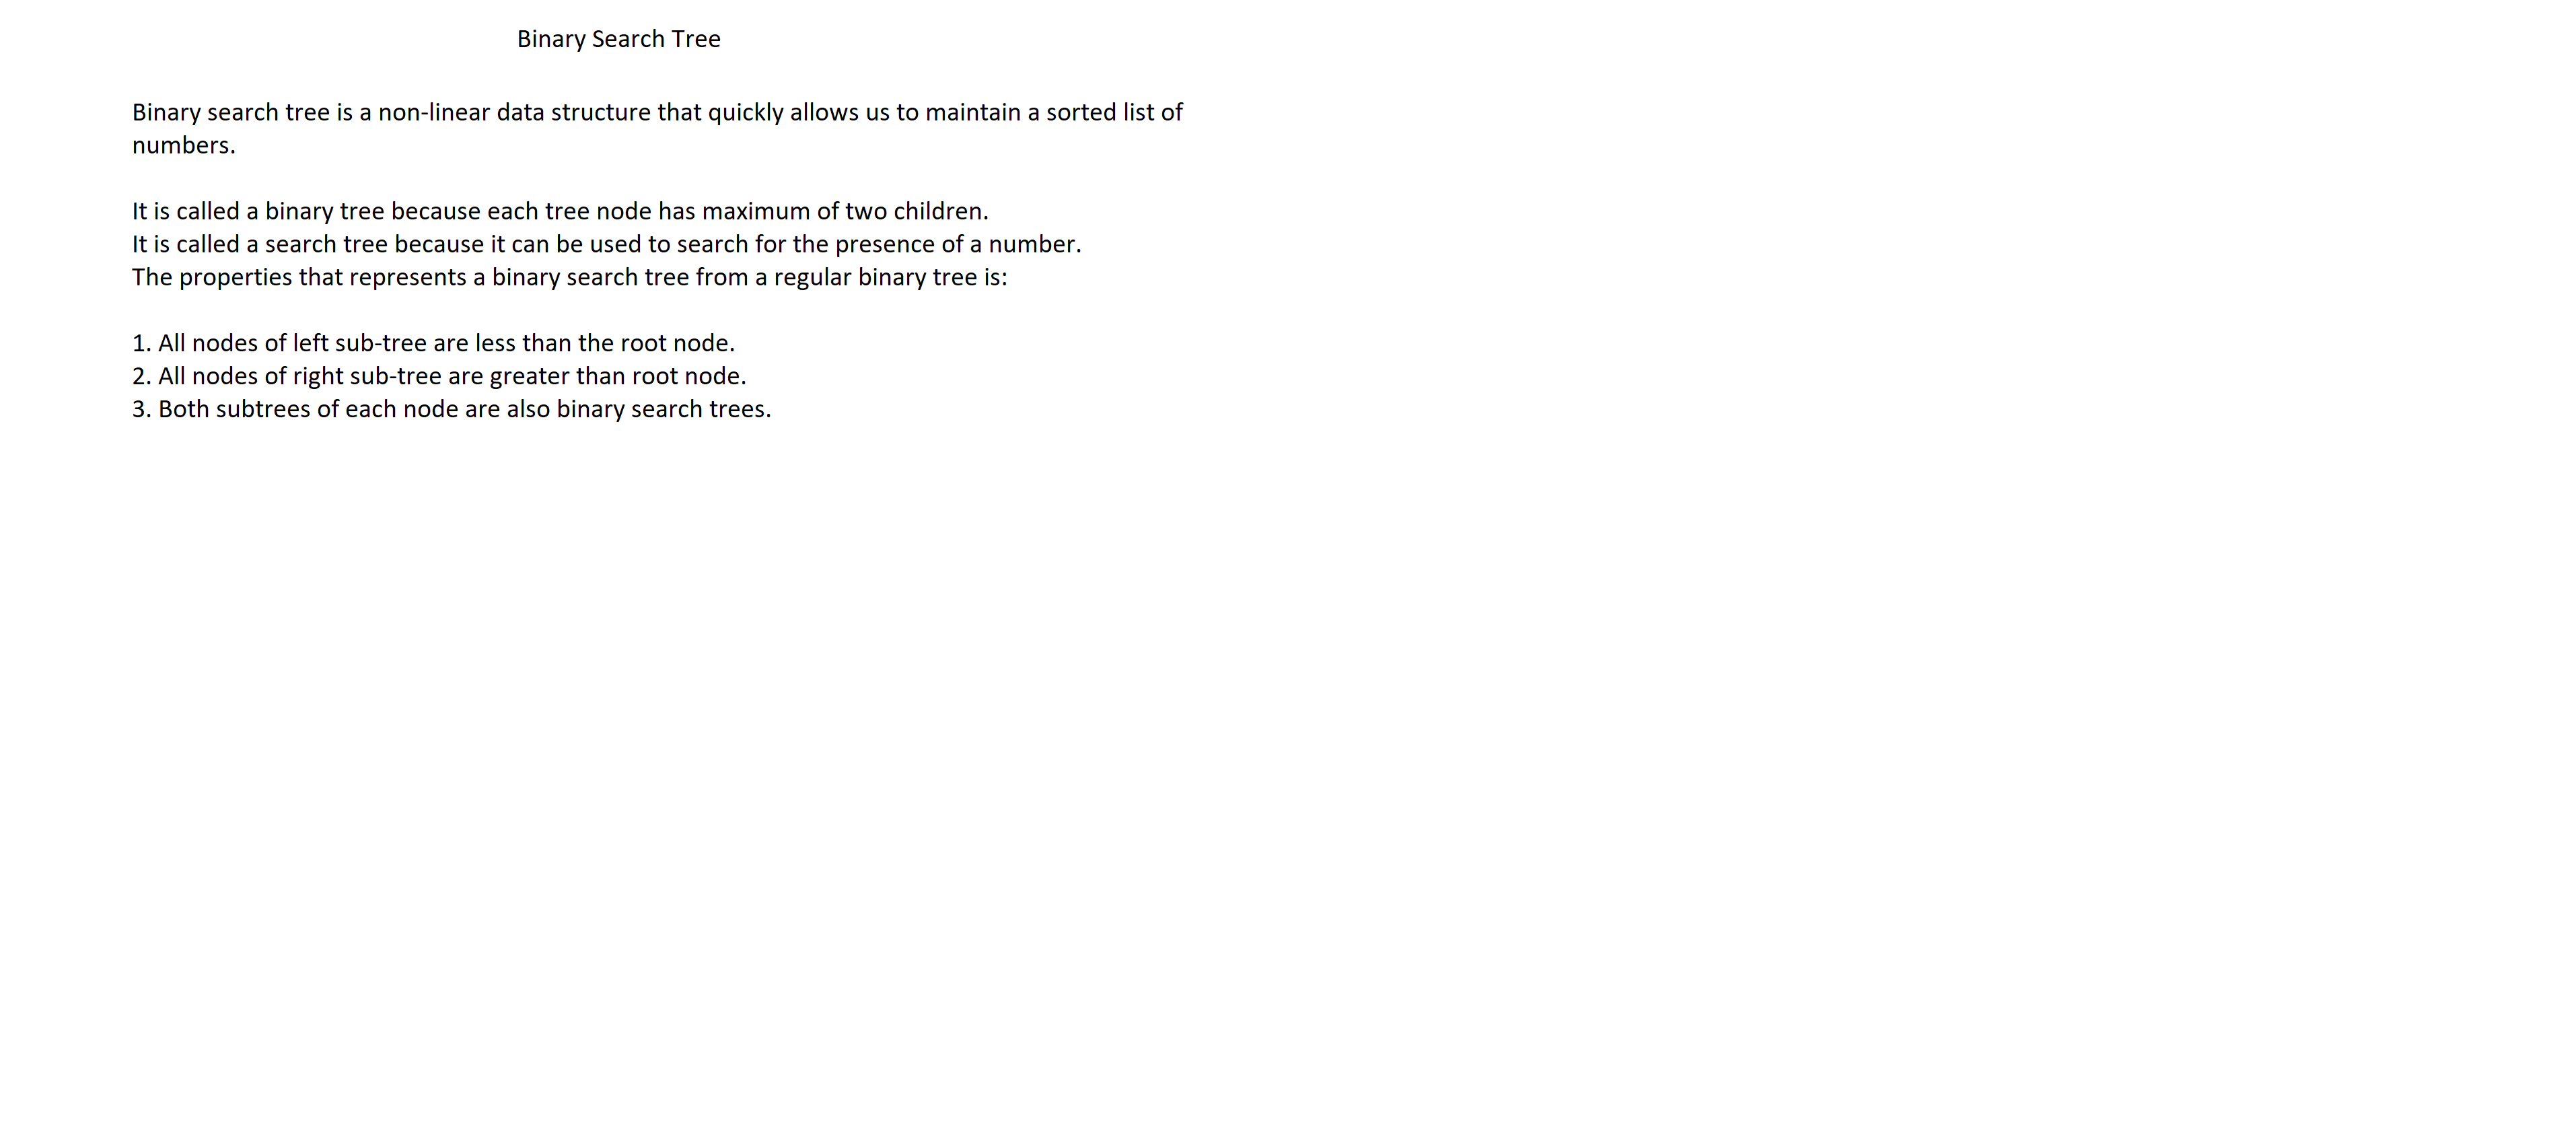 Binary Search Tree
Binary search tree is a non-linear data structure that quickly allows us to maintain a sorted list of
numbers.
It is called a binary tree because each tree node has maximum of two children.
It is called a search tree because it can be used to search for the presence of a number.
The properties that represents a binary search tree from a regular binary tree is:
1. All nodes of left sub-tree are less than the root node.
2. All nodes of right sub-tree are greater than root node.
3. Both subtrees of each node are also binary search trees.